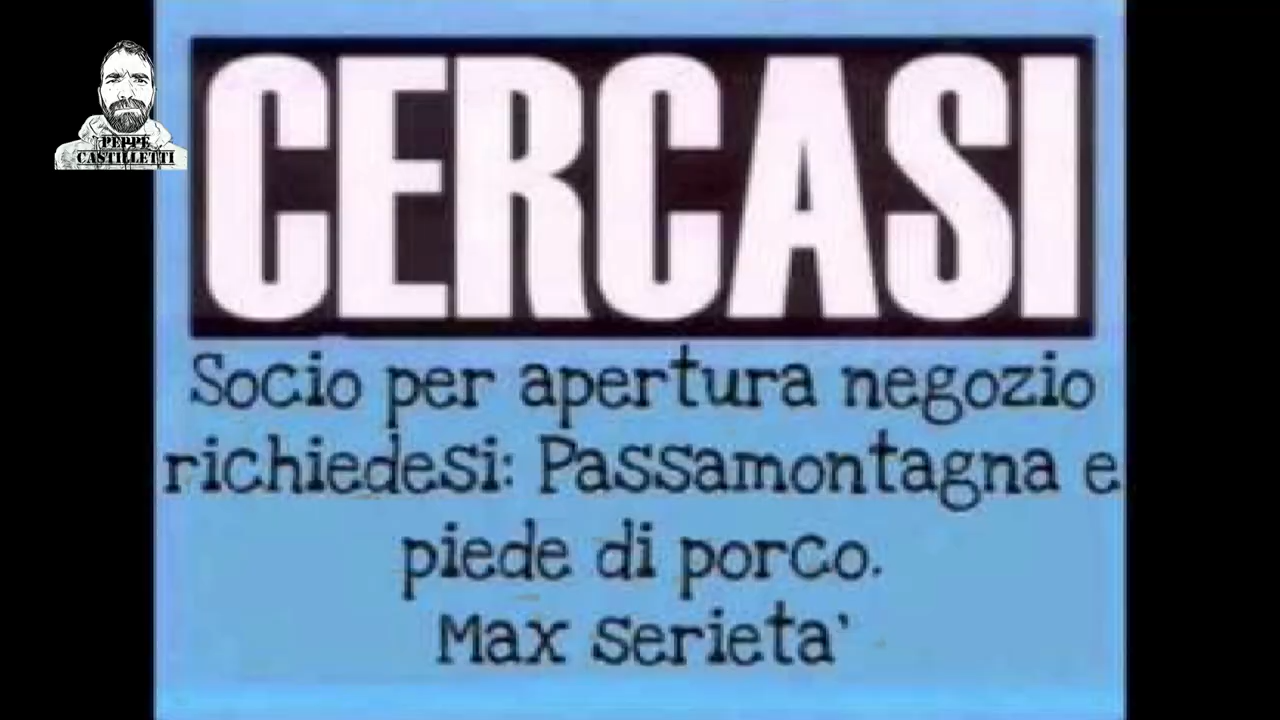 PEPPE
CASTILLETTI
CERCASI
Socio per apertura negozio
richiedesi: Passamontagna e
piede di porco.
Max serieta'